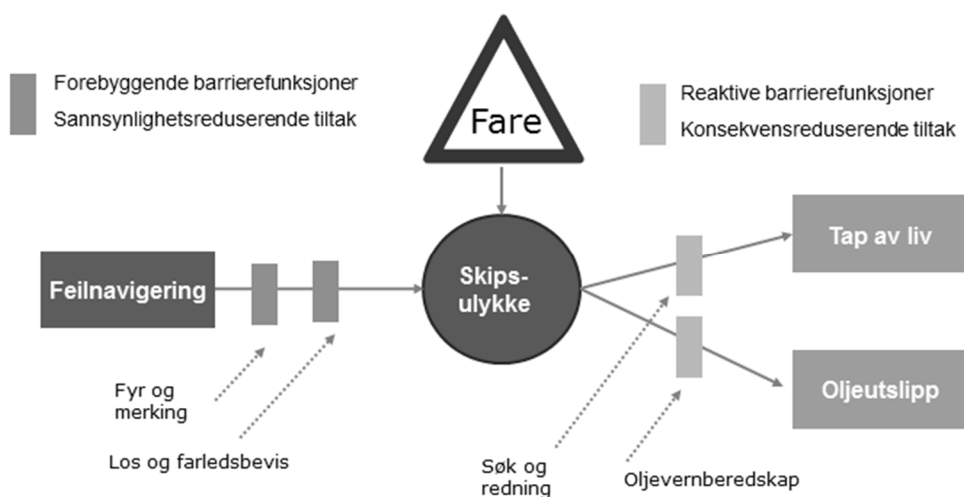 Forebyggende barrierefunksjoner
Sannsynlighetsreduserende tiltak
Fare
Reaktive barrierefunksjoner
Konsekvensreduserende tiltak
Feilnavigering
Skips-
ulykke
Tap av liv
Oljeutslipp
Fyr og
merking
Los og farledsbevis
Søk og
redning
Oljevernberedskap